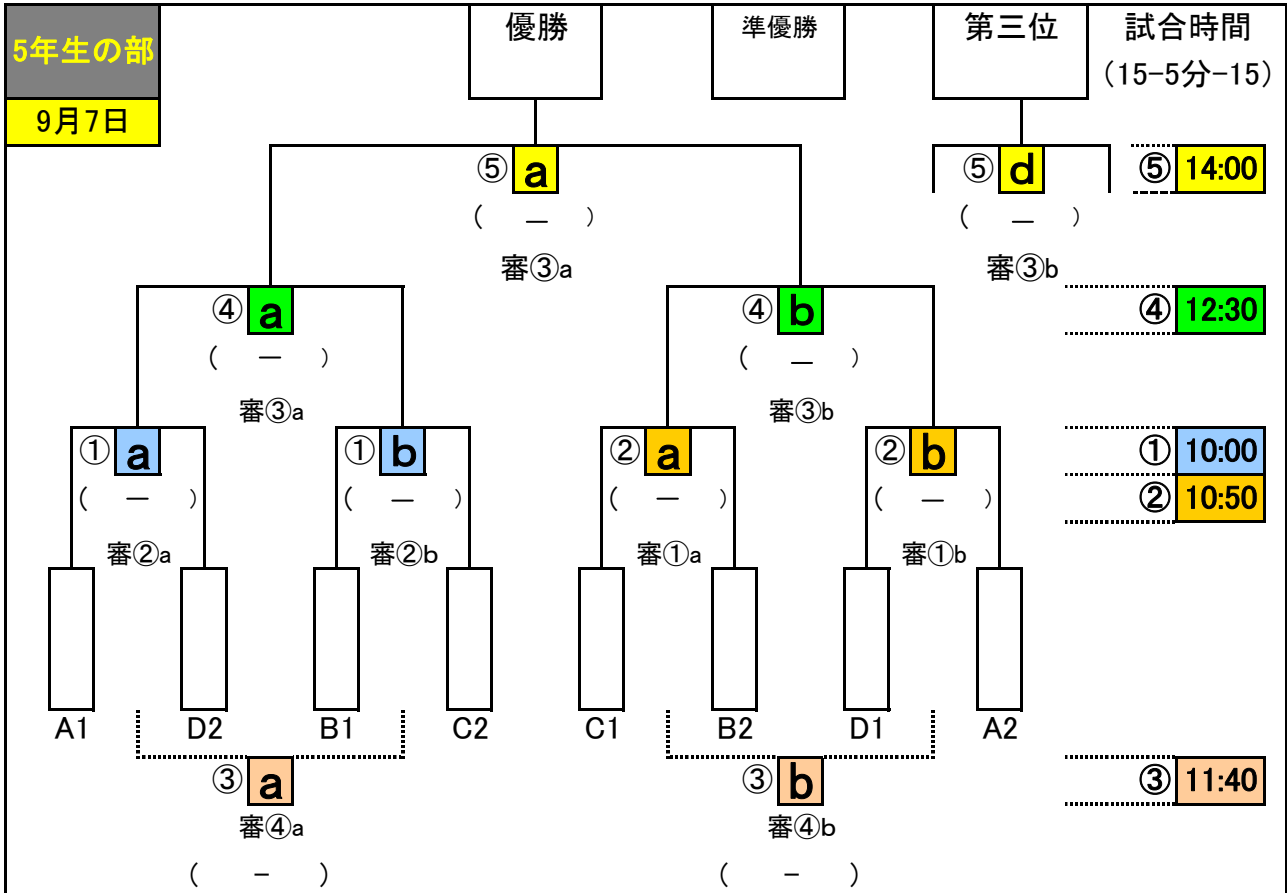 5年生の部
9月7日
優勝
準優勝
第三位
試合時間
(15-5分-15)
⑤ a
( － )
審③a
⑤ d
( － )
審③b
⑤ 14:00
④ a
( － )
審③a
④ b
( － )
審③b
④ 12:30
① a
( － )
審②a
① b
( － )
審②b
② a
( － )
審①a
② b
( － )
審①b
① 10:00
② 10:50
A1 D2 B1 C2 C1 B2 D1 A2
③ a
審④a
( - )
③ b
審④b
( - )
③ 11:40